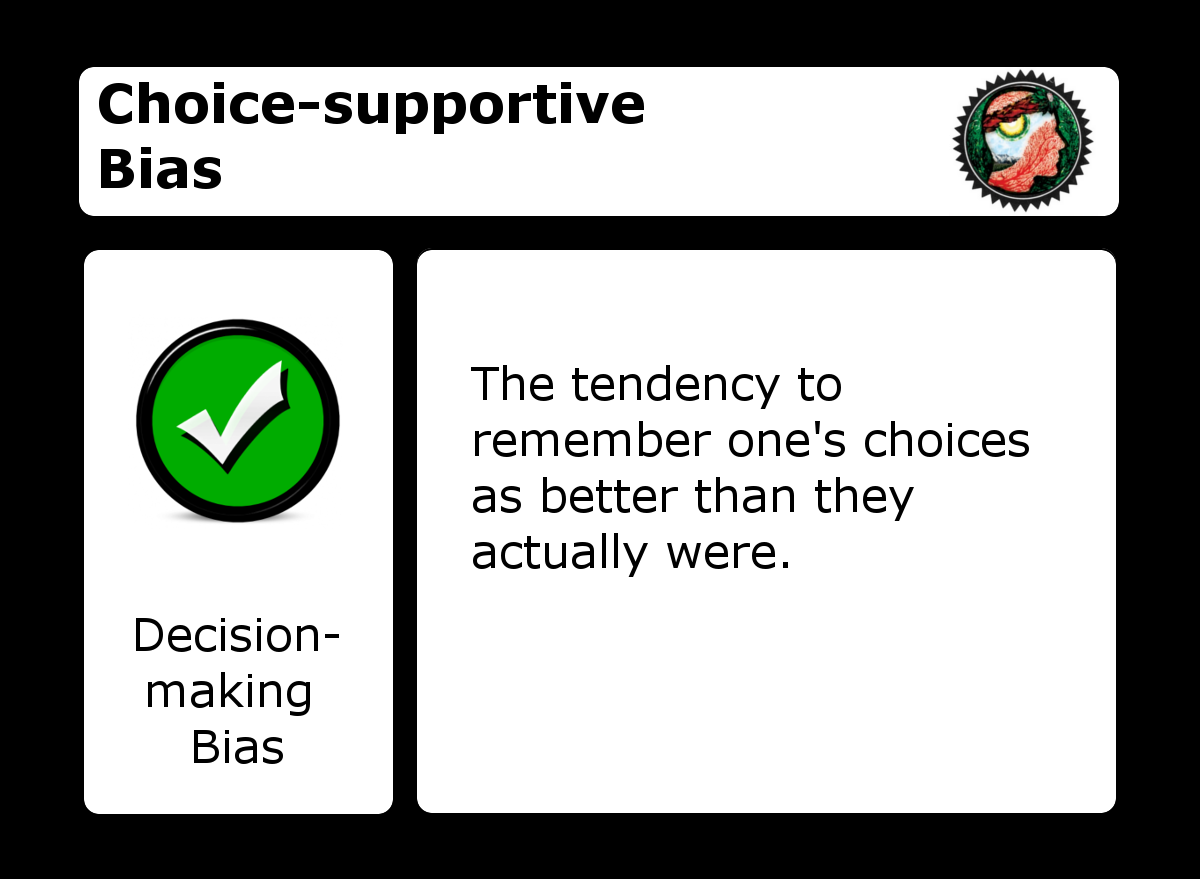 Choice-supportive
Bias
Decision-
making
Bias
The tendency to
remember one's choices
as better than they
actually were.